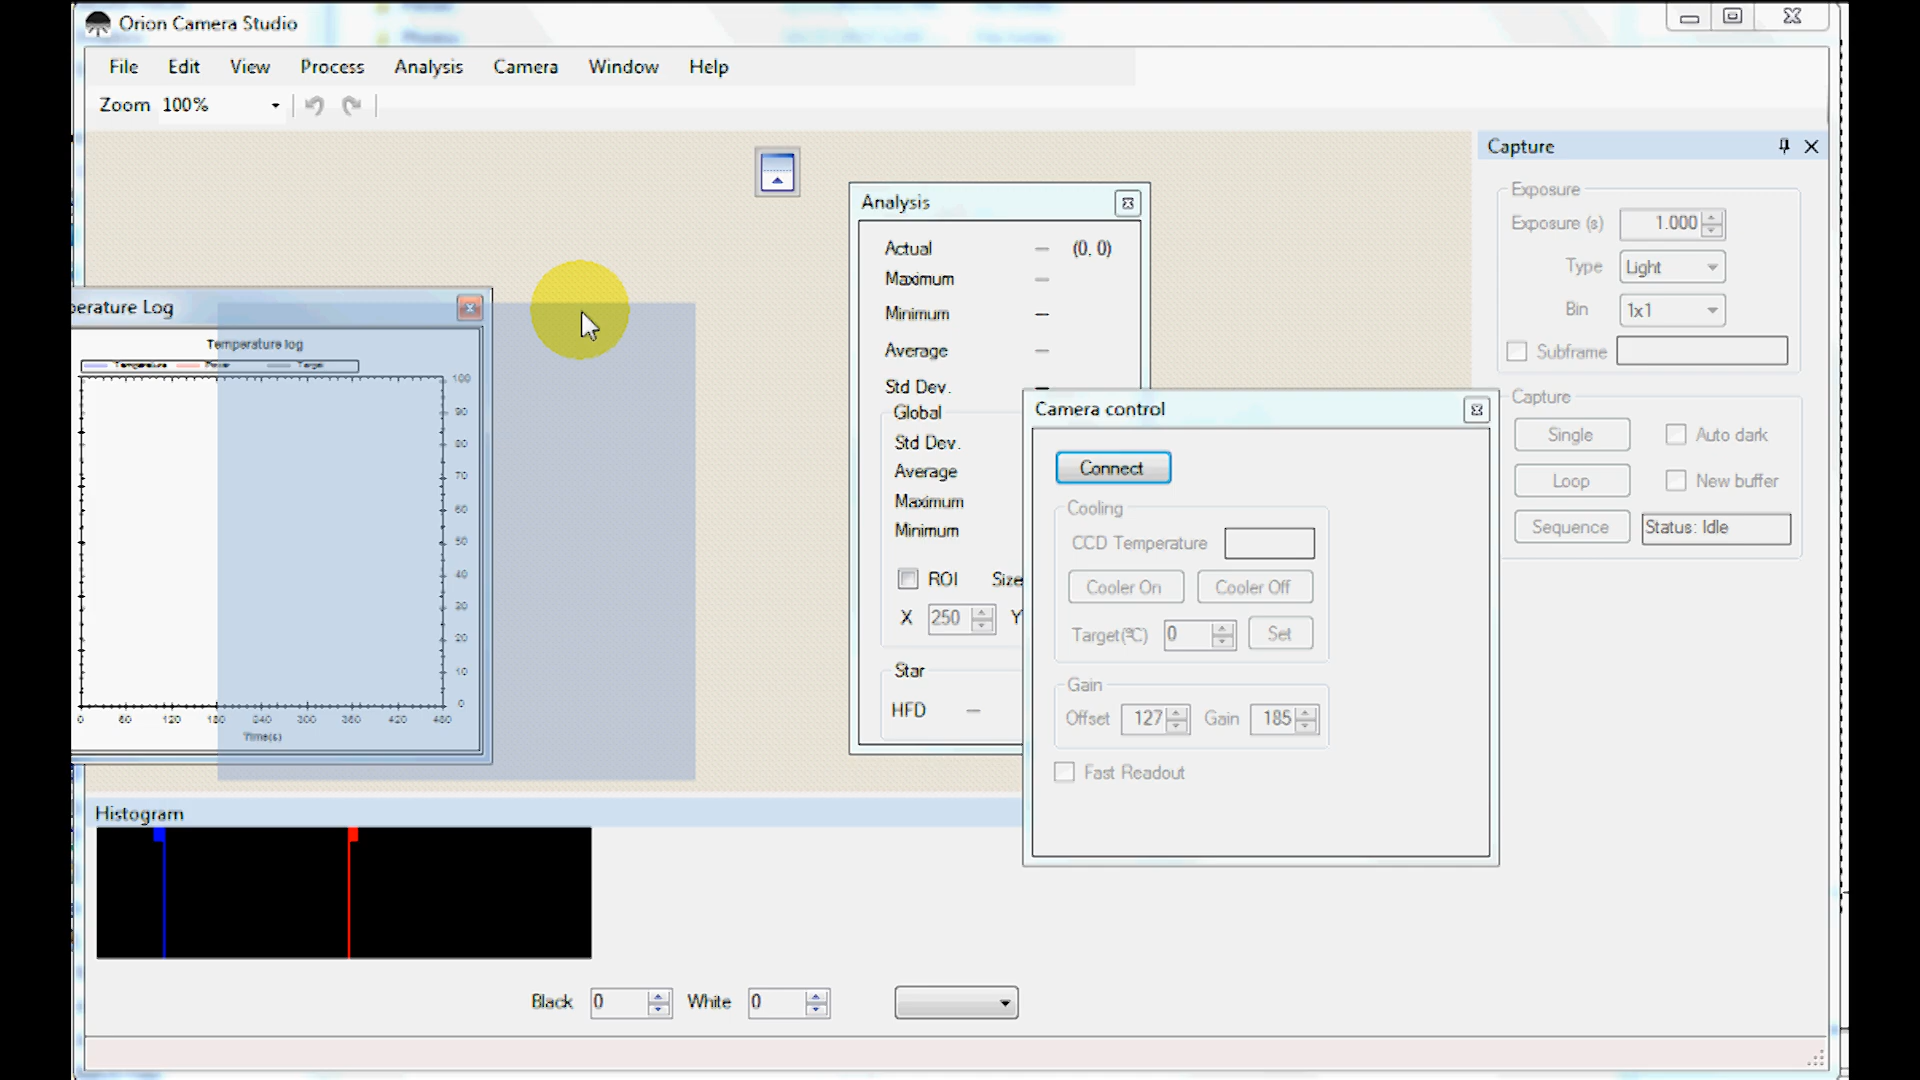 Orion Camera Studio
File Edit View Process Analysis Camera Window Help
Zoom 100%
Capture
Exposure
Exposure (s) 1.000
Type Light
Bin 1x1
Subframe
Capture
Single Auto dark
Loop New buffer
Sequence Status: Idle
Analysis
Actual — (0, 0)
Maximum —
Minimum —
Average —
Std Dev. —
Global
Std Dev.
Average
Maximum
Minimum
ROI Size
X 250 Y
Star
HFD —
Camera control
Connect
Cooling
CCD Temperature
Cooler On Cooler Off
Target(ºC) 0 Set
Gain
Offset 127 Gain 185
Fast Readout
perature Log
Temperature log
Temperature Power Target
100
90
80
70
60
50
40
30
20
10
0
0 60 120 180 240 300 360 420 480
Time(s)
Histogram
Black 0 White 0